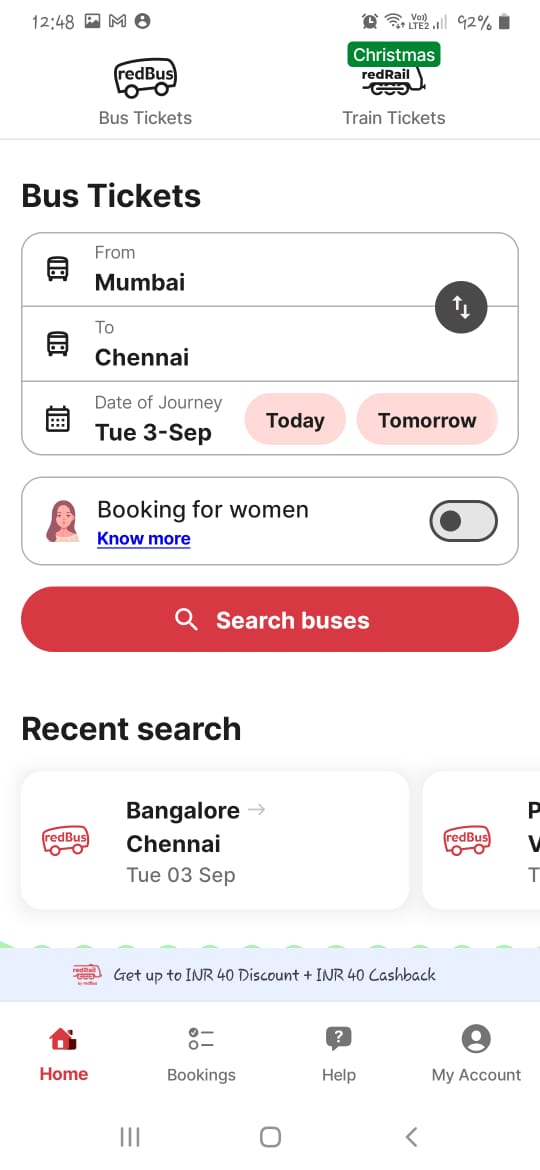 12:48
Vo)) LTE2 92%
Christmas
redBus
redRail
Bus Tickets
Train Tickets
Bus Tickets
From
Mumbai
To
Chennai
Date of Journey
Tue 3-Sep
Today
Tomorrow
Booking for women
Know more
Search buses
Recent search
redBus
Bangalore →
Chennai
Tue 03 Sep
redBus
P
V
T
redRail
by redBus
Get up to INR 40 Discount + INR 40 Cashback
?
Home
Bookings
Help
My Account